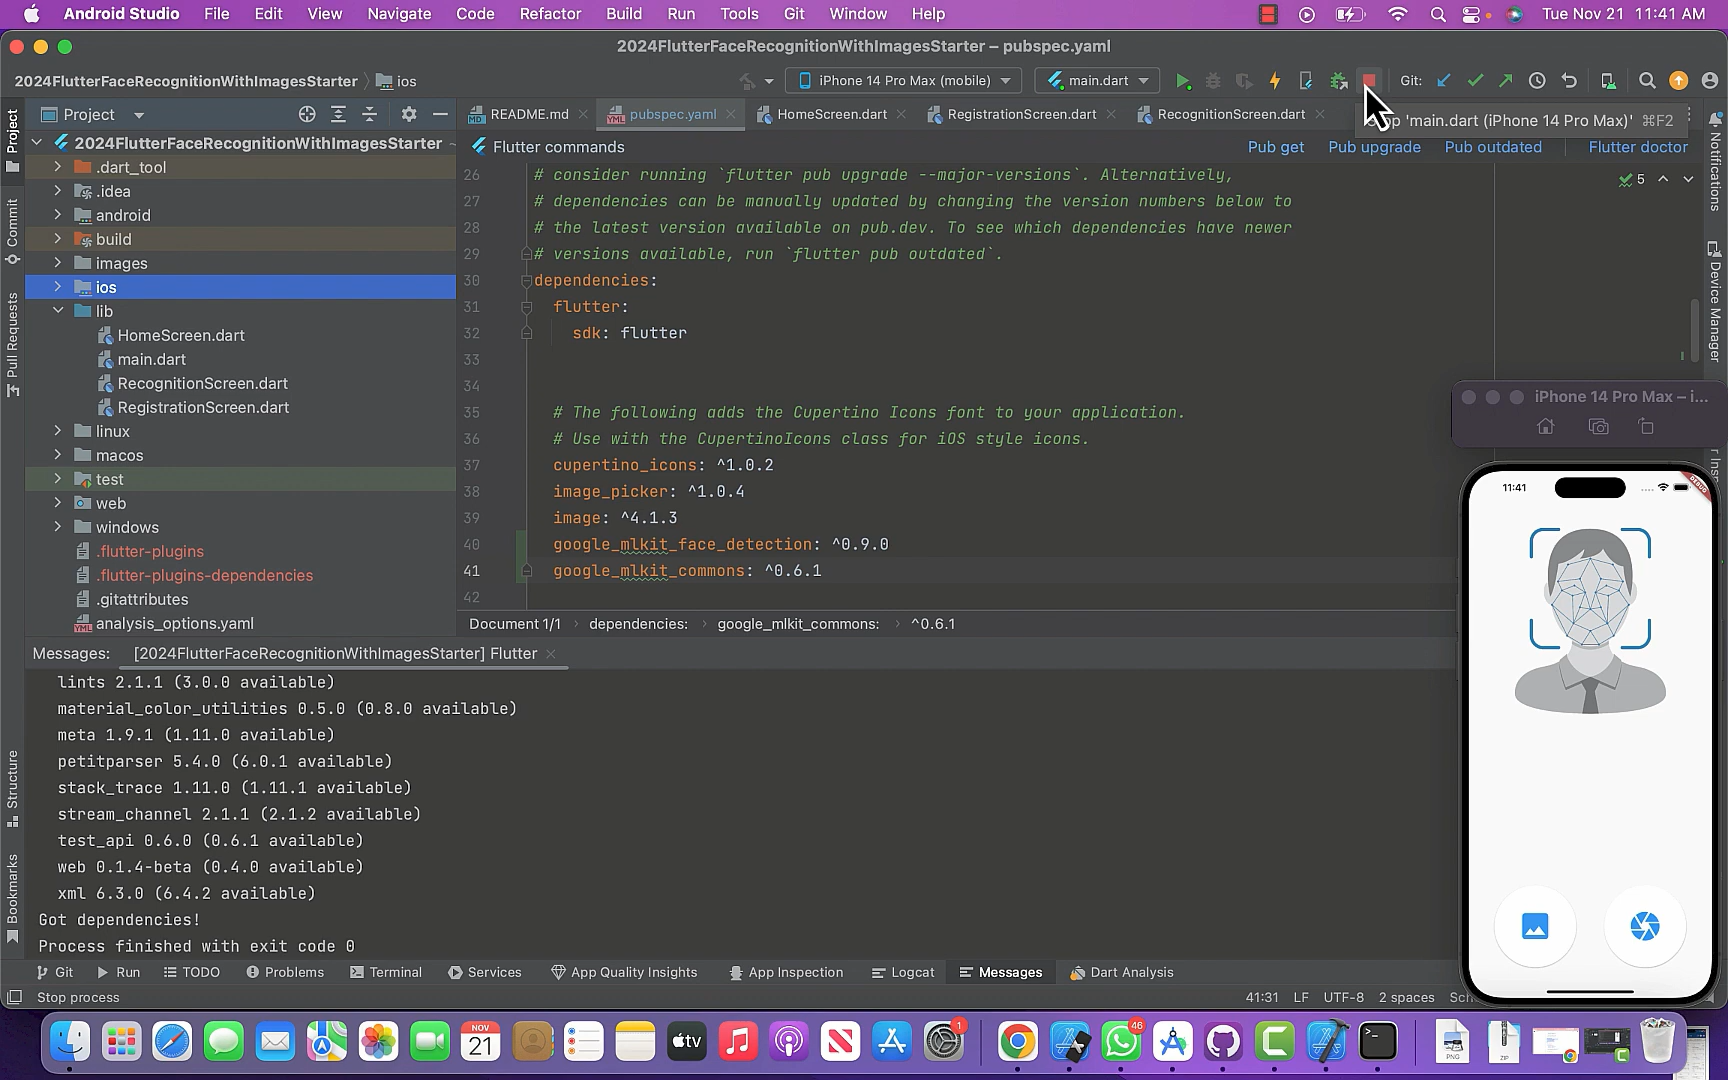 Android Studio File Edit View Navigate Code Refactor Build Run Tools Git Window Help Tue Nov 21 11:41 AM
2024FlutterFaceRecognitionWithImagesStarter – pubspec.yaml
2024FlutterFaceRecognitionWithImagesStarter ios iPhone 14 Pro Max (mobile) main.dart Git:
Project README.md pubspec.yaml HomeScreen.dart RegistrationScreen.dart RecognitionScreen.dart
'main.dart (iPhone 14 Pro Max)' ⌘F2
Flutter commands Pub get Pub upgrade Pub outdated Flutter doctor
2024FlutterFaceRecognitionWithImagesStarter
.dart_tool
.idea
android
build
images
ios
lib
HomeScreen.dart
main.dart
RecognitionScreen.dart
RegistrationScreen.dart
linux
macos
test
web
windows
.flutter-plugins
.flutter-plugins-dependencies
.gitattributes
analysis_options.yaml
26 # consider running `flutter pub upgrade --major-versions`. Alternatively,
27 # dependencies can be manually updated by changing the version numbers below to
28 # the latest version available on pub.dev. To see which dependencies have newer
29 # versions available, run `flutter pub outdated`.
30 dependencies:
31 flutter:
32 sdk: flutter
33
34
35 # The following adds the Cupertino Icons font to your application.
36 # Use with the CupertinoIcons class for iOS style icons.
37 cupertino_icons: ^1.0.2
38 image_picker: ^1.0.4
39 image: ^4.1.3
40 google_mlkit_face_detection: ^0.9.0
41 google_mlkit_commons: ^0.6.1
42
5
Document 1/1 dependencies: google_mlkit_commons: ^0.6.1
Project
Commit
Pull Requests
Structure
Bookmarks
Notifications
Device Manager
iPhone 14 Pro Max – i...
11:41
DEBUG
Messages: [2024FlutterFaceRecognitionWithImagesStarter] Flutter
lints 2.1.1 (3.0.0 available)
material_color_utilities 0.5.0 (0.8.0 available)
meta 1.9.1 (1.11.0 available)
petitparser 5.4.0 (6.0.1 available)
stack_trace 1.11.0 (1.11.1 available)
stream_channel 2.1.1 (2.1.2 available)
test_api 0.6.0 (0.6.1 available)
web 0.1.4-beta (0.4.0 available)
xml 6.3.0 (6.4.2 available)
Got dependencies!
Process finished with exit code 0
Git Run TODO Problems Terminal Services App Quality Insights App Inspection Logcat Messages Dart Analysis
Stop process 41:31 LF UTF-8 2 spaces
NOV
21
tv
1
46
PNG
ZIP